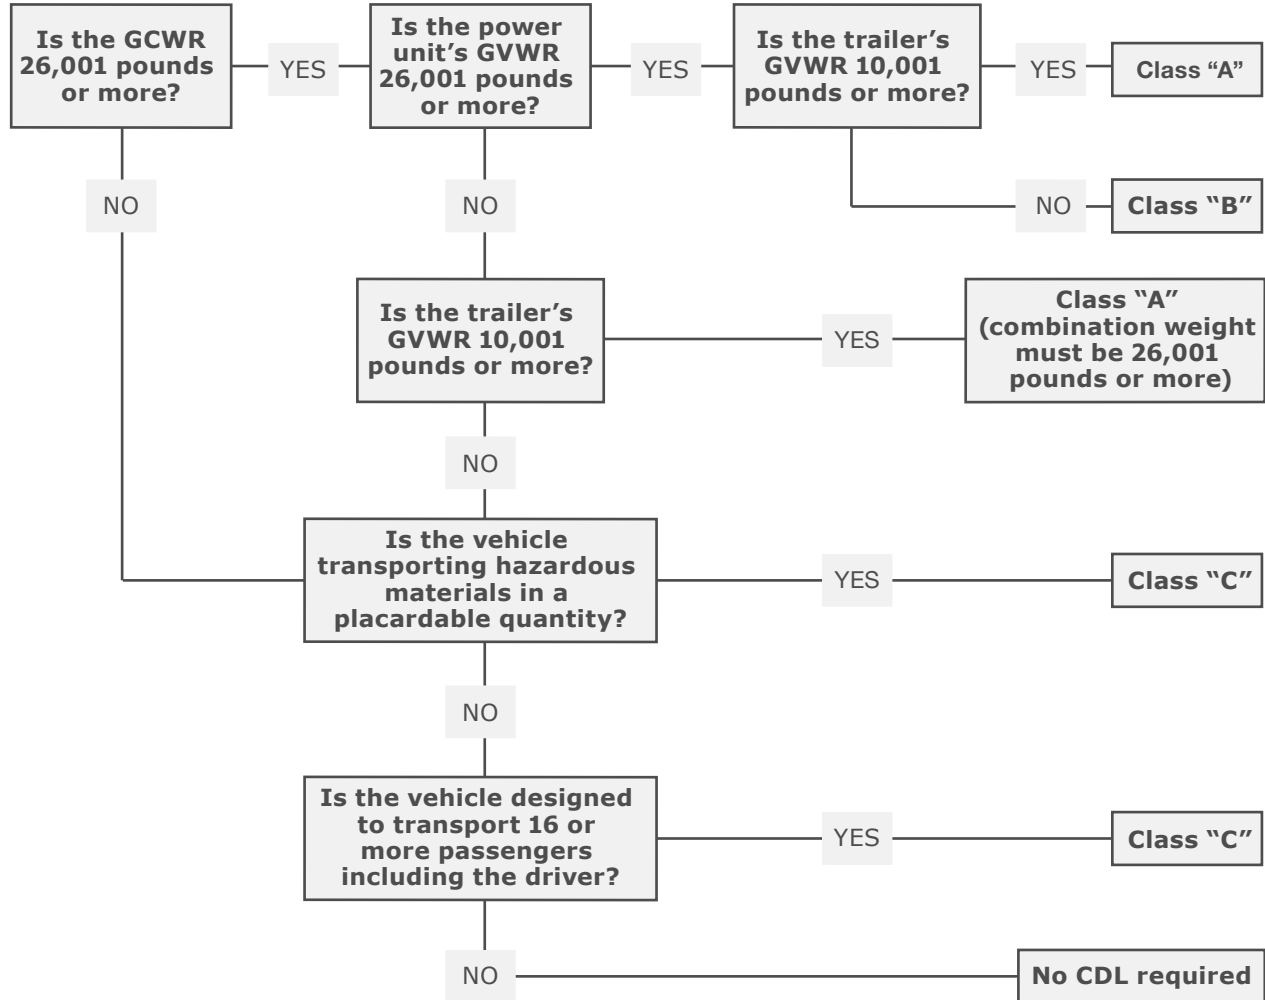 Is the GCWR
26,001 pounds
or more?
YES
Is the power
unit’s GVWR
26,001 pounds
or more?
YES
Is the trailer’s
GVWR 10,001
pounds or more?
YES
Class “A”
NO
NO
NO
Class “B”
Is the trailer’s
GVWR 10,001
pounds or more?
YES
Class “A”
(combination weight
must be 26,001
pounds or more)
NO
Is the vehicle
transporting hazardous
materials in a
placardable quantity?
YES
Class “C”
NO
Is the vehicle designed
to transport 16 or
more passengers
including the driver?
YES
Class “C”
NO
No CDL required